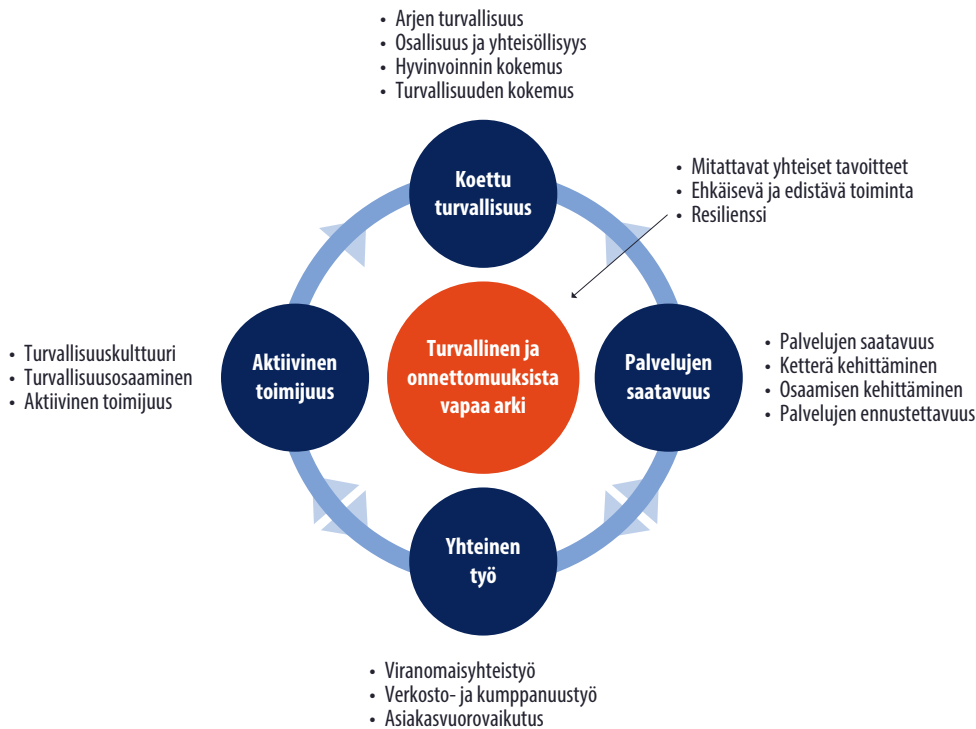 • Arjen turvallisuus
• Osallisuus ja yhteisöllisyys
• Hyvinvoinnin kokemus
• Turvallisuuden kokemus
Koettu
turvallisuus
• Mitattavat yhteiset tavoitteet
• Ehkäisevä ja edistävä toiminta
• Resilienssi
• Turvallisuuskulttuuri
• Turvallisuusosaaminen
• Aktiivinen toimijuus
Aktiivinen
toimijuus
Turvallinen ja
onnettomuuksista
vapaa arki
Palvelujen
saatavuus
• Palvelujen saatavuus
• Ketterä kehittäminen
• Osaamisen kehittäminen
• Palvelujen ennustettavuus
Yhteinen
työ
• Viranomaisyhteistyö
• Verkosto- ja kumppanuustyö
• Asiakasvuorovaikutus